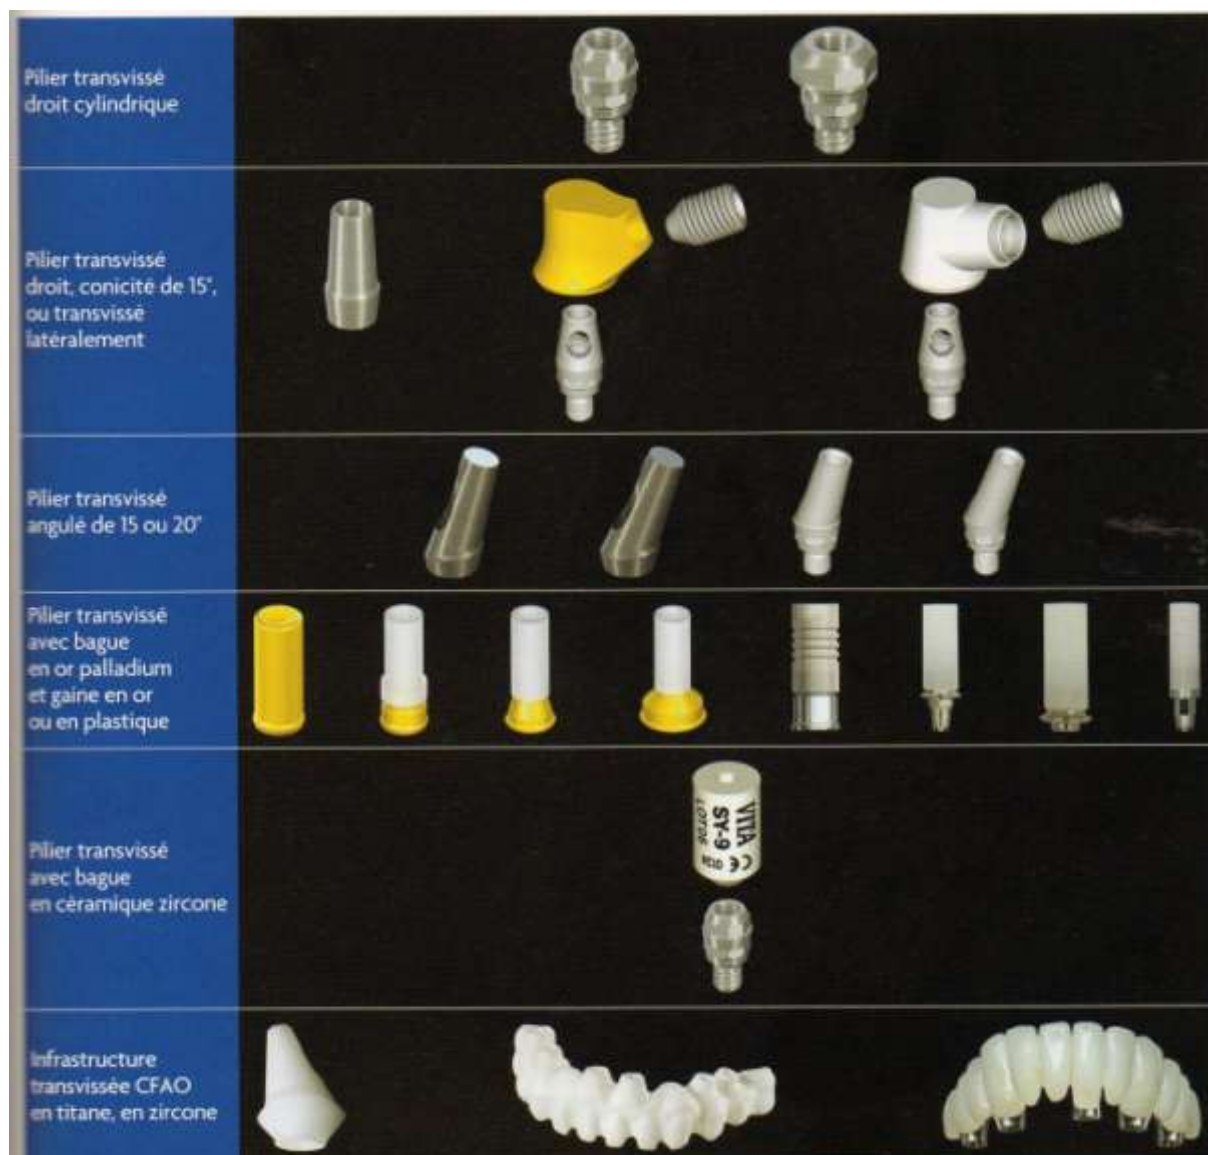 Pilier transvissé
droit cylindrique
Pilier transvissé
droit, conicité de 15°,
ou transvissé
latéralement
Pilier transvissé
angulé de 15 ou 20°
Pilier transvissé
avec bague
en or palladium
et gaine en or
ou en plastique
Pilier transvissé
avec bague
en céramique zircone
VITA
SY-9
CE 0124
Infrastructure
transvissée CFAO
en titane, en zircone